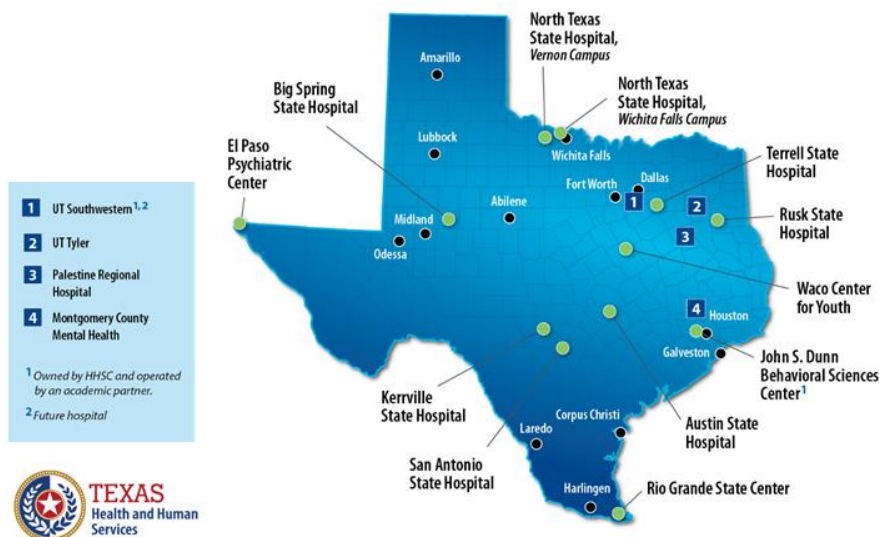 North Texas
State Hospital,
Vernon Campus
North Texas
State Hospital,
Wichita Falls Campus
Big Spring
State Hospital
El Paso
Psychiatric
Center
Amarillo
Lubbock
Wichita Falls
Terrell State
Hospital
Fort Worth
Dallas
1
2
3
Abilene
Midland
Odessa
Rusk State
Hospital
Waco Center
for Youth
4
Houston
Galveston
John S. Dunn
Behavioral Sciences
Center1
Kerrville
State Hospital
Austin State
Hospital
San Antonio
State Hospital
Corpus Christi
Laredo
Harlingen
Rio Grande State Center
1 UT Southwestern1,2
2 UT Tyler
3 Palestine Regional
Hospital
4 Montgomery County
Mental Health
1 Owned by HHSC and operated
by an academic partner.
2 Future hospital
TEXAS
Health and Human
Services